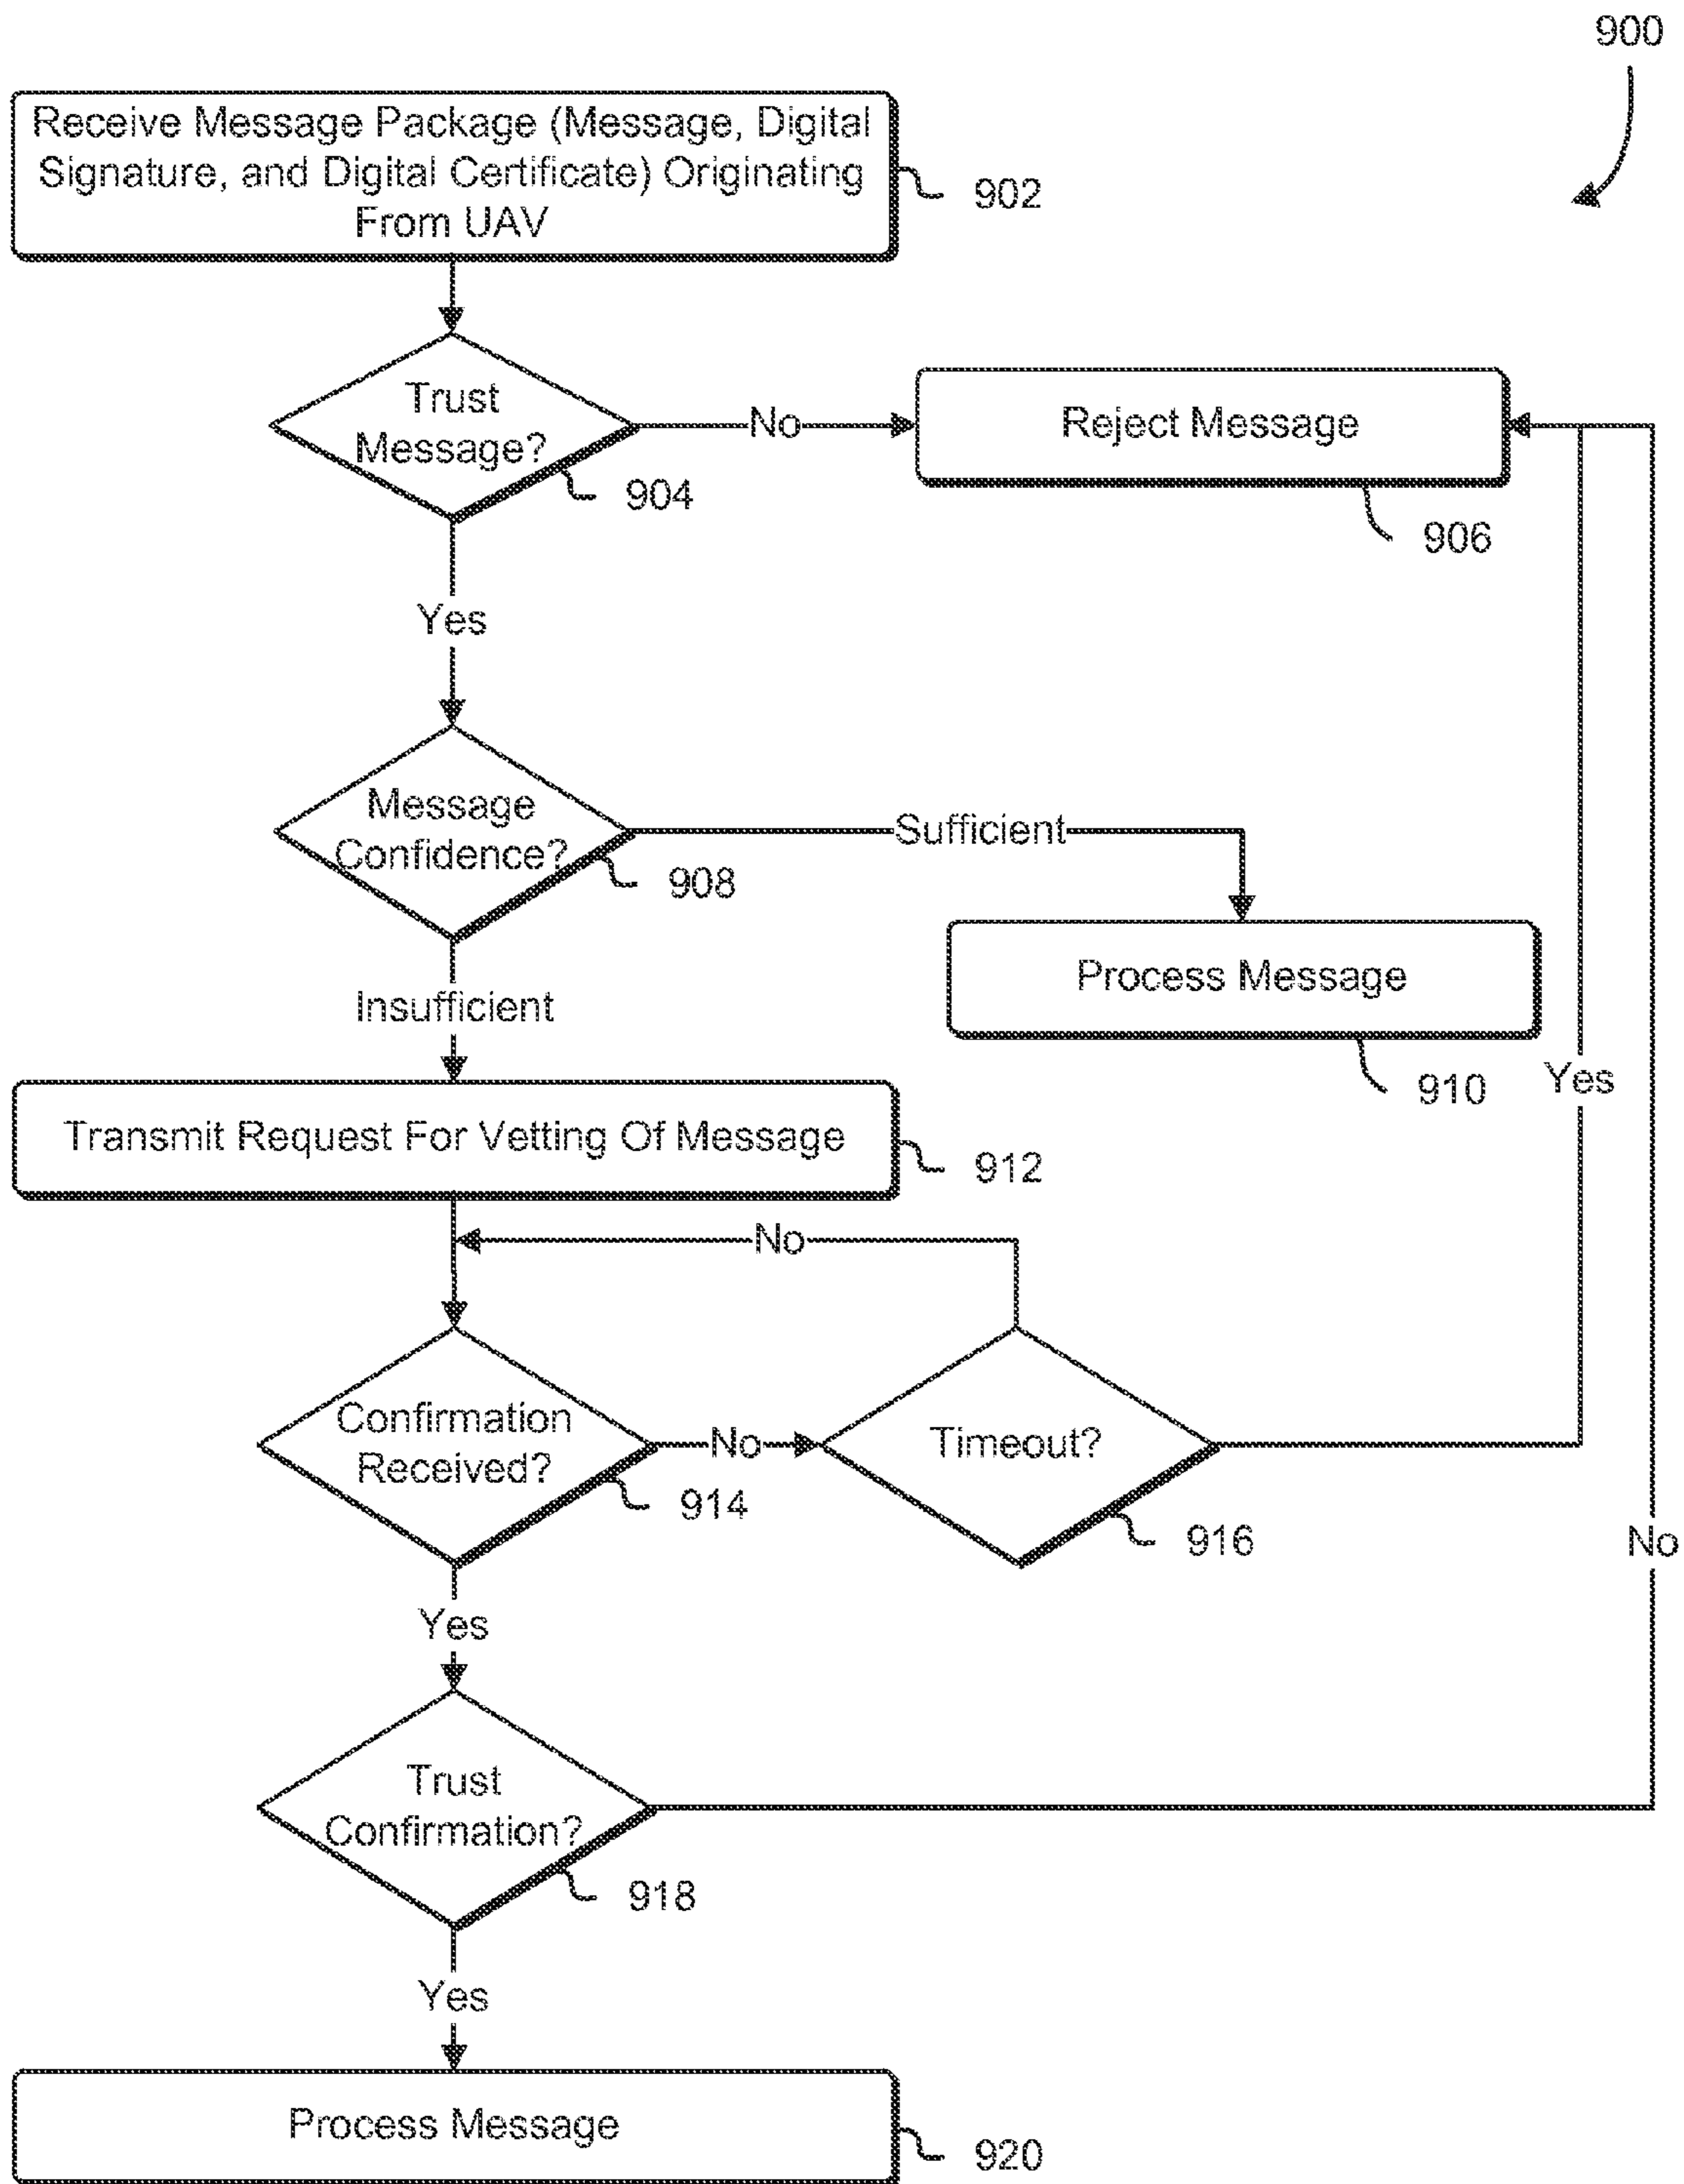 900
Receive Message Package (Message, Digital
Signature, and Digital Certificate) Originating
From UAV
902
Trust
Message?
904
No
Reject Message
906
Yes
Message
Confidence?
908
Sufficient
Process Message
910
Insufficient
Yes
Transmit Request For Vetting Of Message
912
No
Confirmation
Received?
914
No
Timeout?
916
No
Yes
Trust
Confirmation?
918
Yes
Process Message
920